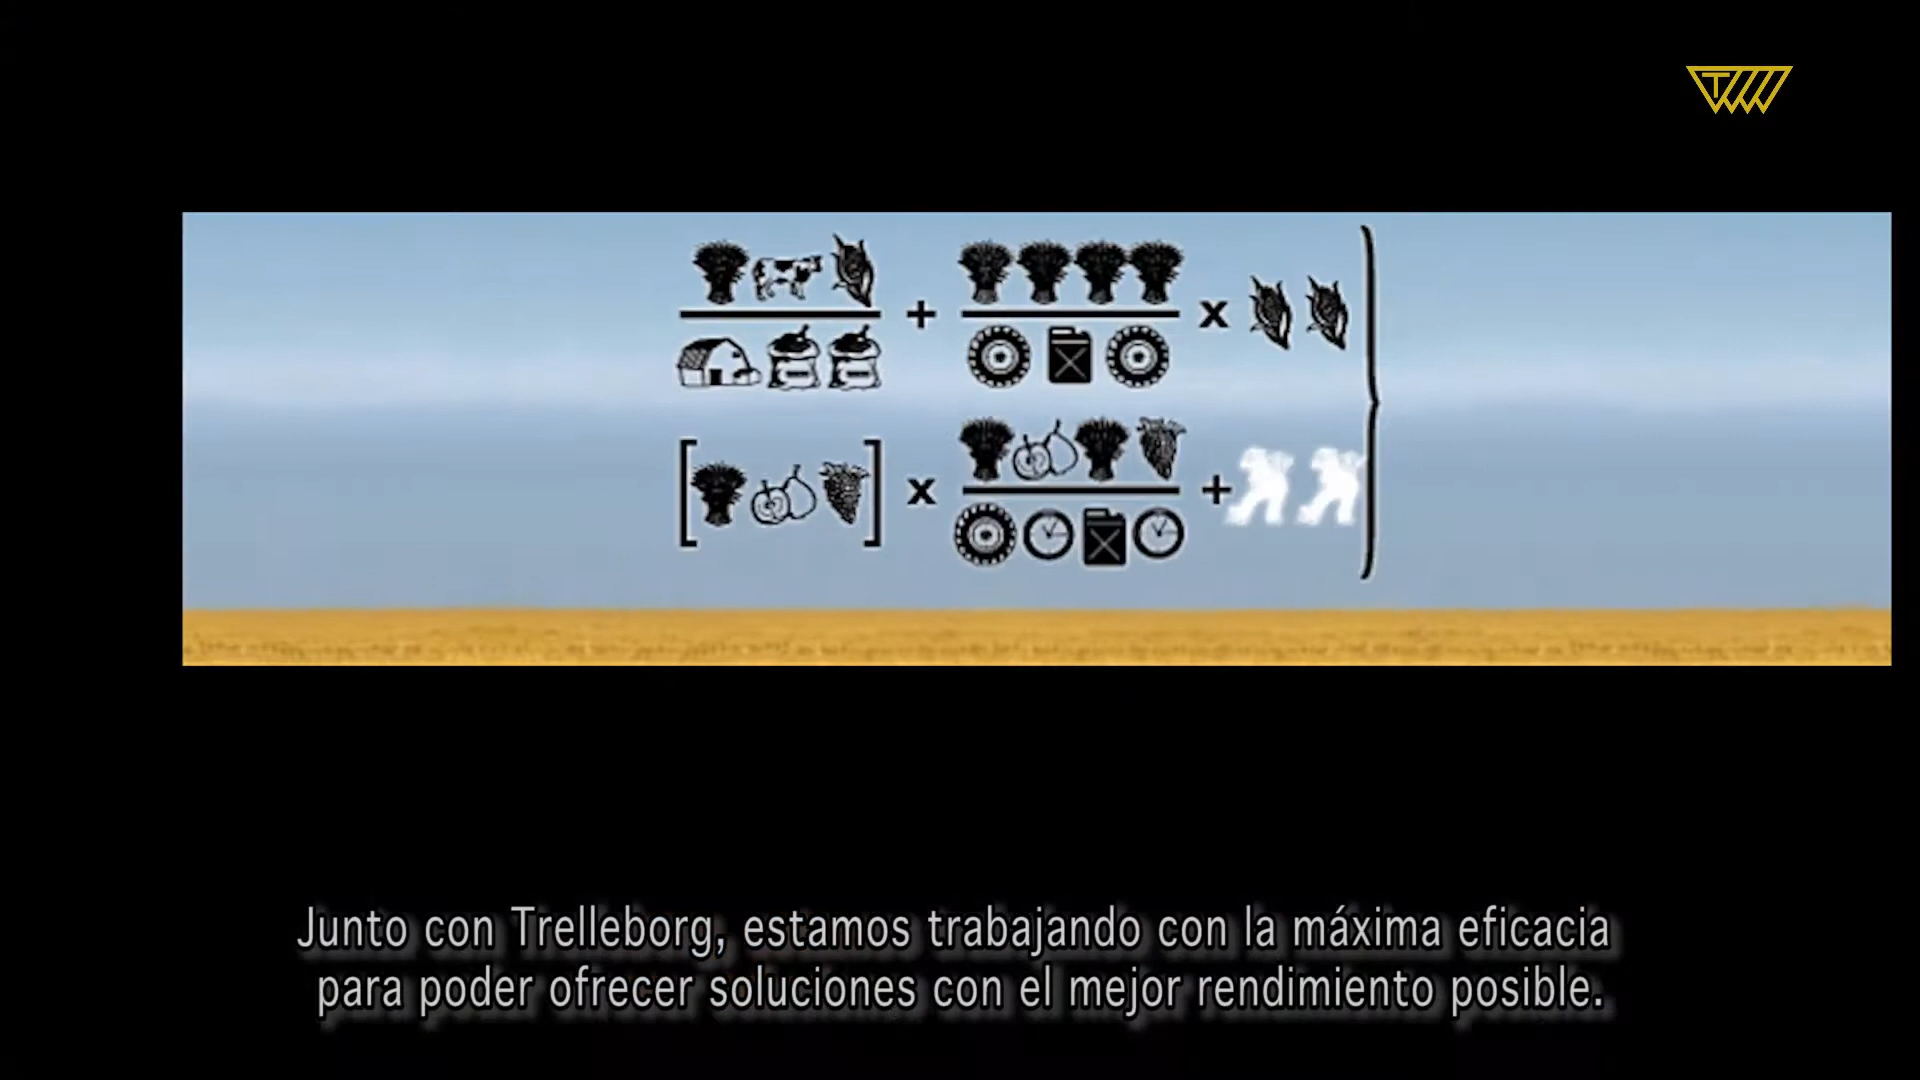 + x
x +
Junto con Trelleborg, estamos trabajando con la máxima eficacia
para poder ofrecer soluciones con el mejor rendimiento posible.